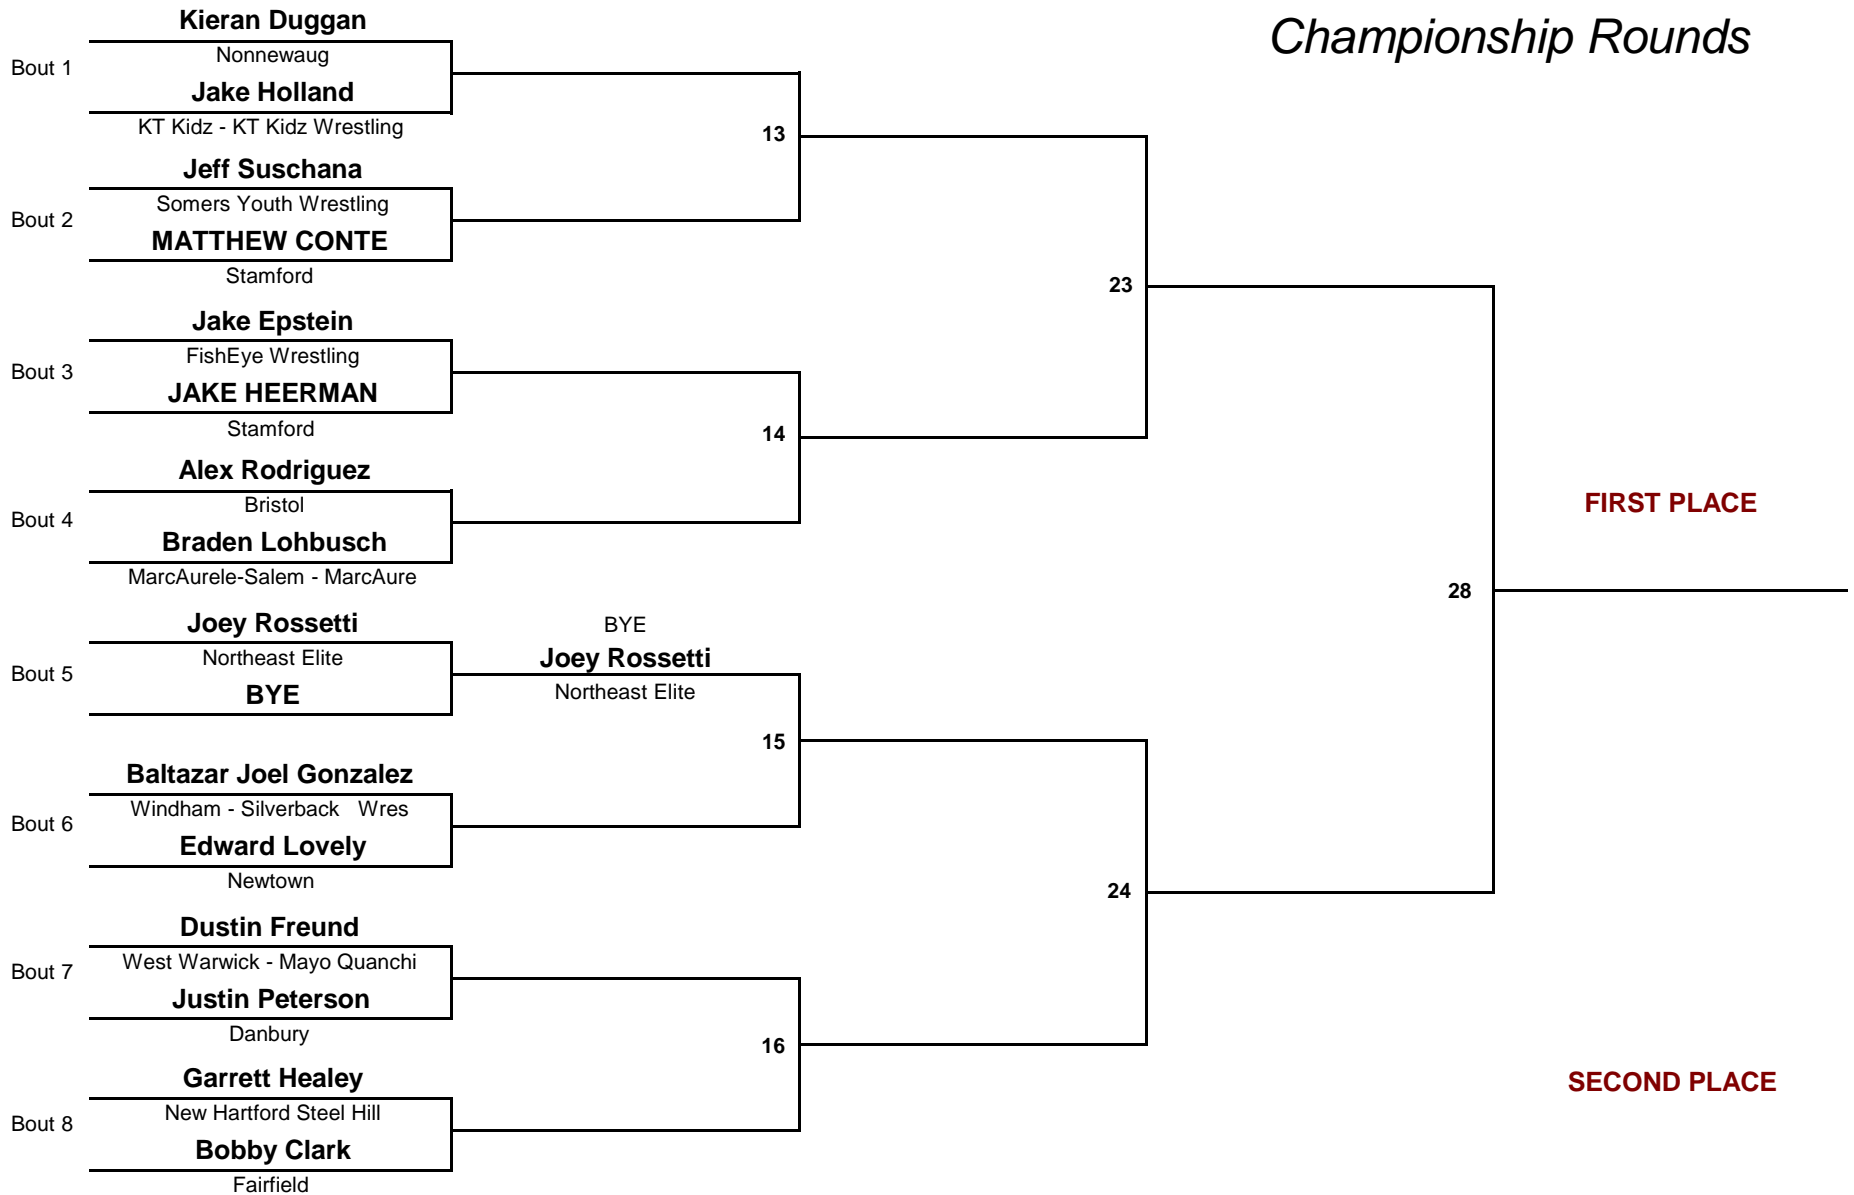 Championship Rounds
Kieran Duggan
Bout 1
Nonnewaug
Jake Holland
KT Kidz - KT Kidz Wrestling
13
Jeff Suschana
Bout 2
Somers Youth Wrestling
MATTHEW CONTE
Stamford
23
Jake Epstein
Bout 3
FishEye Wrestling
JAKE HEERMAN
Stamford
14
Alex Rodriguez
Bout 4
Bristol
Braden Lohbusch
MarcAurele-Salem - MarcAure
FIRST PLACE
28
Joey Rossetti
Bout 5
Northeast Elite
BYE
BYE
Joey Rossetti
Northeast Elite
15
Baltazar Joel Gonzalez
Bout 6
Windham - Silverback Wres
Edward Lovely
Newtown
24
Dustin Freund
Bout 7
West Warwick - Mayo Quanchi
Justin Peterson
Danbury
16
Garrett Healey
Bout 8
New Hartford Steel Hill
Bobby Clark
Fairfield
SECOND PLACE